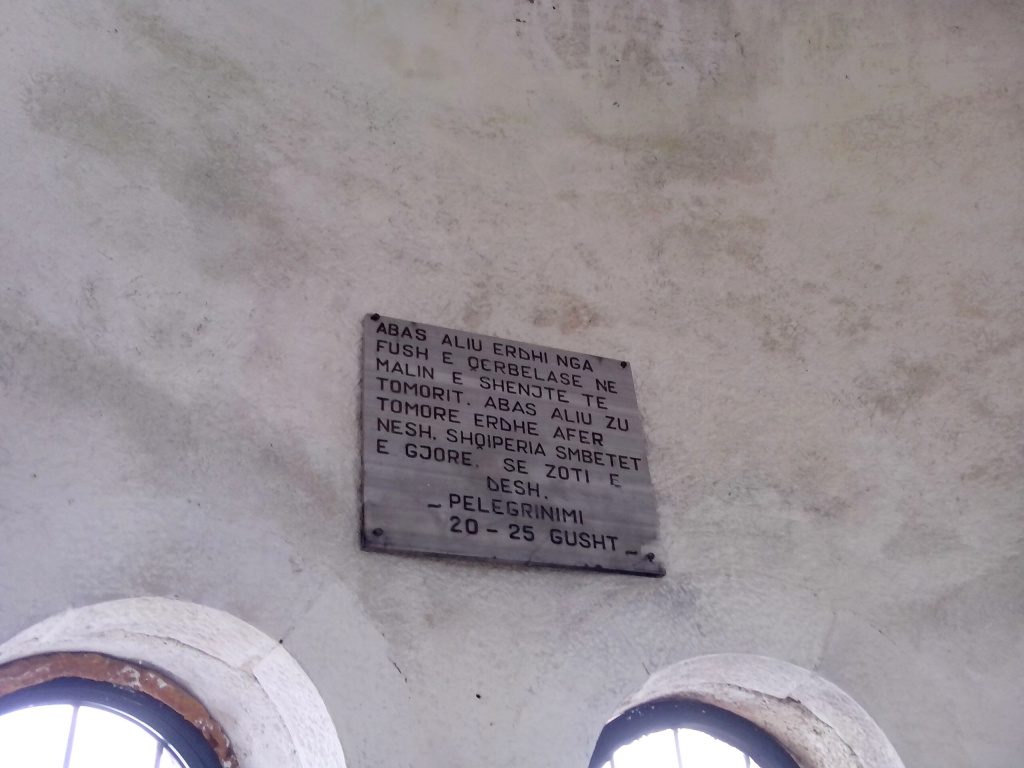 ABAS ALIU ERDHI NGA
FUSH E QERBELASE NE
MALIN E SHENJTE TE
TOMORIT. ABAS ALIU ZU
TOMORE ERDHE AFER
NESH. SHQIPERIA SMBETET
E GJORE. SE ZOTI E
DESH.
– PELEGRINIMI
20 – 25 GUSHT –